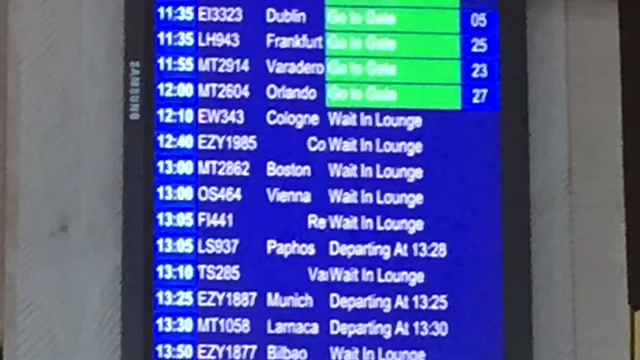 11:35 EI3323 Dublin Go to Gate 05
11:35 LH943 Frankfurt Go to Gate 25
11:55 MT2914 Varadero Go to Gate 23
12:00 MT2604 Orlando Go to Gate 27
12:10 EW343 Cologne Wait In Lounge
12:40 EZY1985 Co Wait In Lounge
13:00 MT2862 Boston Wait In Lounge
13:00 OS464 Vienna Wait In Lounge
13:05 FI441 Re Wait In Lounge
13:05 LS937 Paphos Departing At 13:28
13:10 TS285 Va Wait In Lounge
13:25 EZY1887 Munich Departing At 13:25
13:30 MT1058 Larnaca Departing At 13:30
13:50 EZY1877 Bilbao Wait In Lounge
SAMSUNG